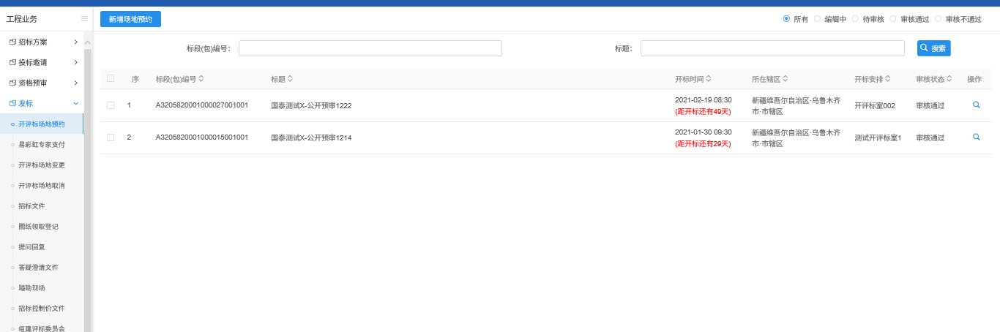 工程业务
招标方案
投标邀请
资格预审
发标
开评标场地预约
易彩虹专家支付
开评标场地变更
开评标场地取消
招标文件
图纸领取登记
提问回复
答疑澄清文件
踏勘现场
招标控制价文件
组建评标委员会
新增场地预约
所有 编辑中 待审核 审核通过 审核不通过
标段(包)编号：
标题：
搜索
序 标段(包)编号 标题 开标时间 所在辖区 开标安排 审核状态 操作
1 A3205820001000027001001 国泰测试X-公开预审1222 2021-02-19 08:30 新疆维吾尔自治区·乌鲁木齐 开评标室002 审核通过
(距开标还有49天) 市·市辖区
2 A3205820001000015001001 国泰测试X-公开预审1214 2021-01-30 09:30 新疆维吾尔自治区·乌鲁木齐 测试开评标室1 审核通过
(距开标还有29天) 市·市辖区